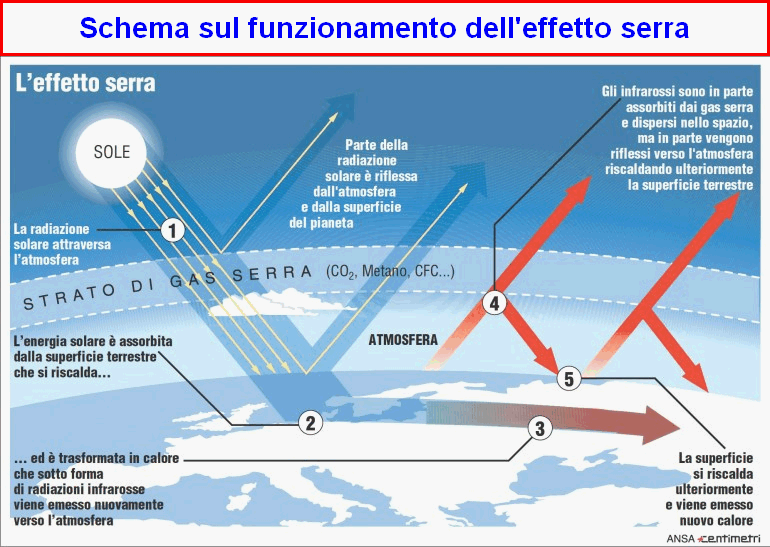 Schema sul funzionamento dell'effetto serra
L'effetto serra
SOLE
Gli infrarossi sono in parte
assorbiti dai gas serra
e dispersi nello spazio,
ma in parte vengono
riflessi verso l'atmosfera
riscaldando ulteriormente
la superficie terrestre
Parte della
radiazione
solare è riflessa
dall'atmosfera
e dalla superficie
del pianeta
1
La radiazione
solare attraversa
l'atmosfera
STRATO DI GAS SERRA (CO2, Metano, CFC...)
4
L'energia solare è assorbita
dalla superficie terrestre
che si riscalda...
ATMOSFERA
5
2
3
... ed è trasformata in calore
che sotto forma
di radiazioni infrarosse
viene emesso nuovamente
verso l'atmosfera
La superficie
si riscalda
ulteriormente
e viene emesso
nuovo calore
ANSA centimetri